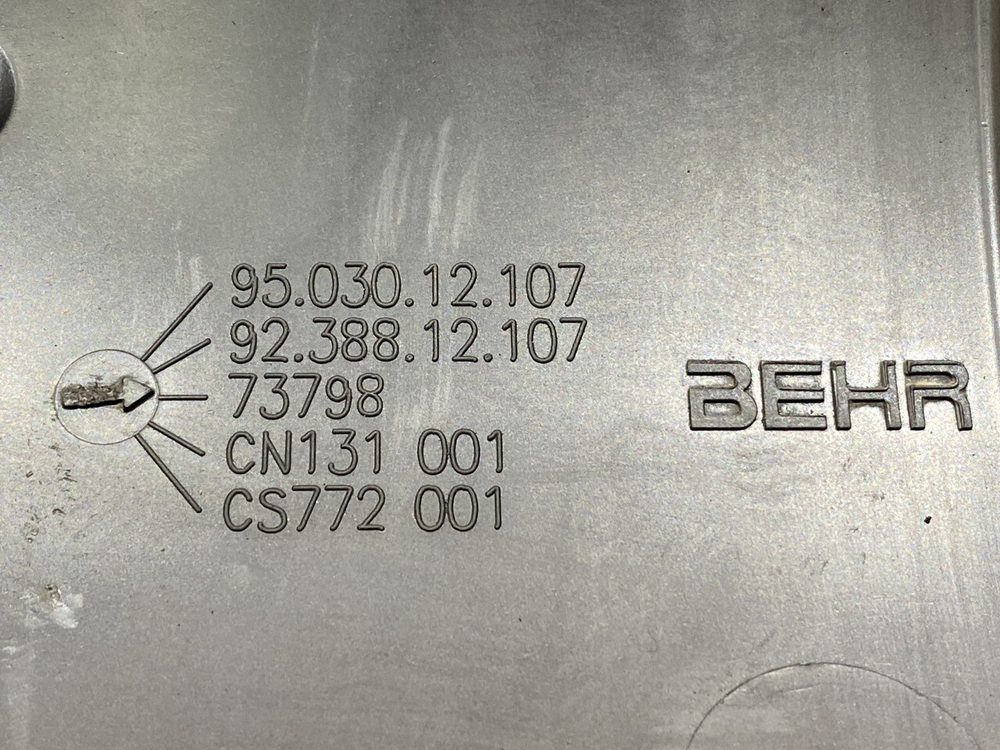 95.030.12.107
92.388.12.107
73798
CN131 001
CS772 001
BEHR